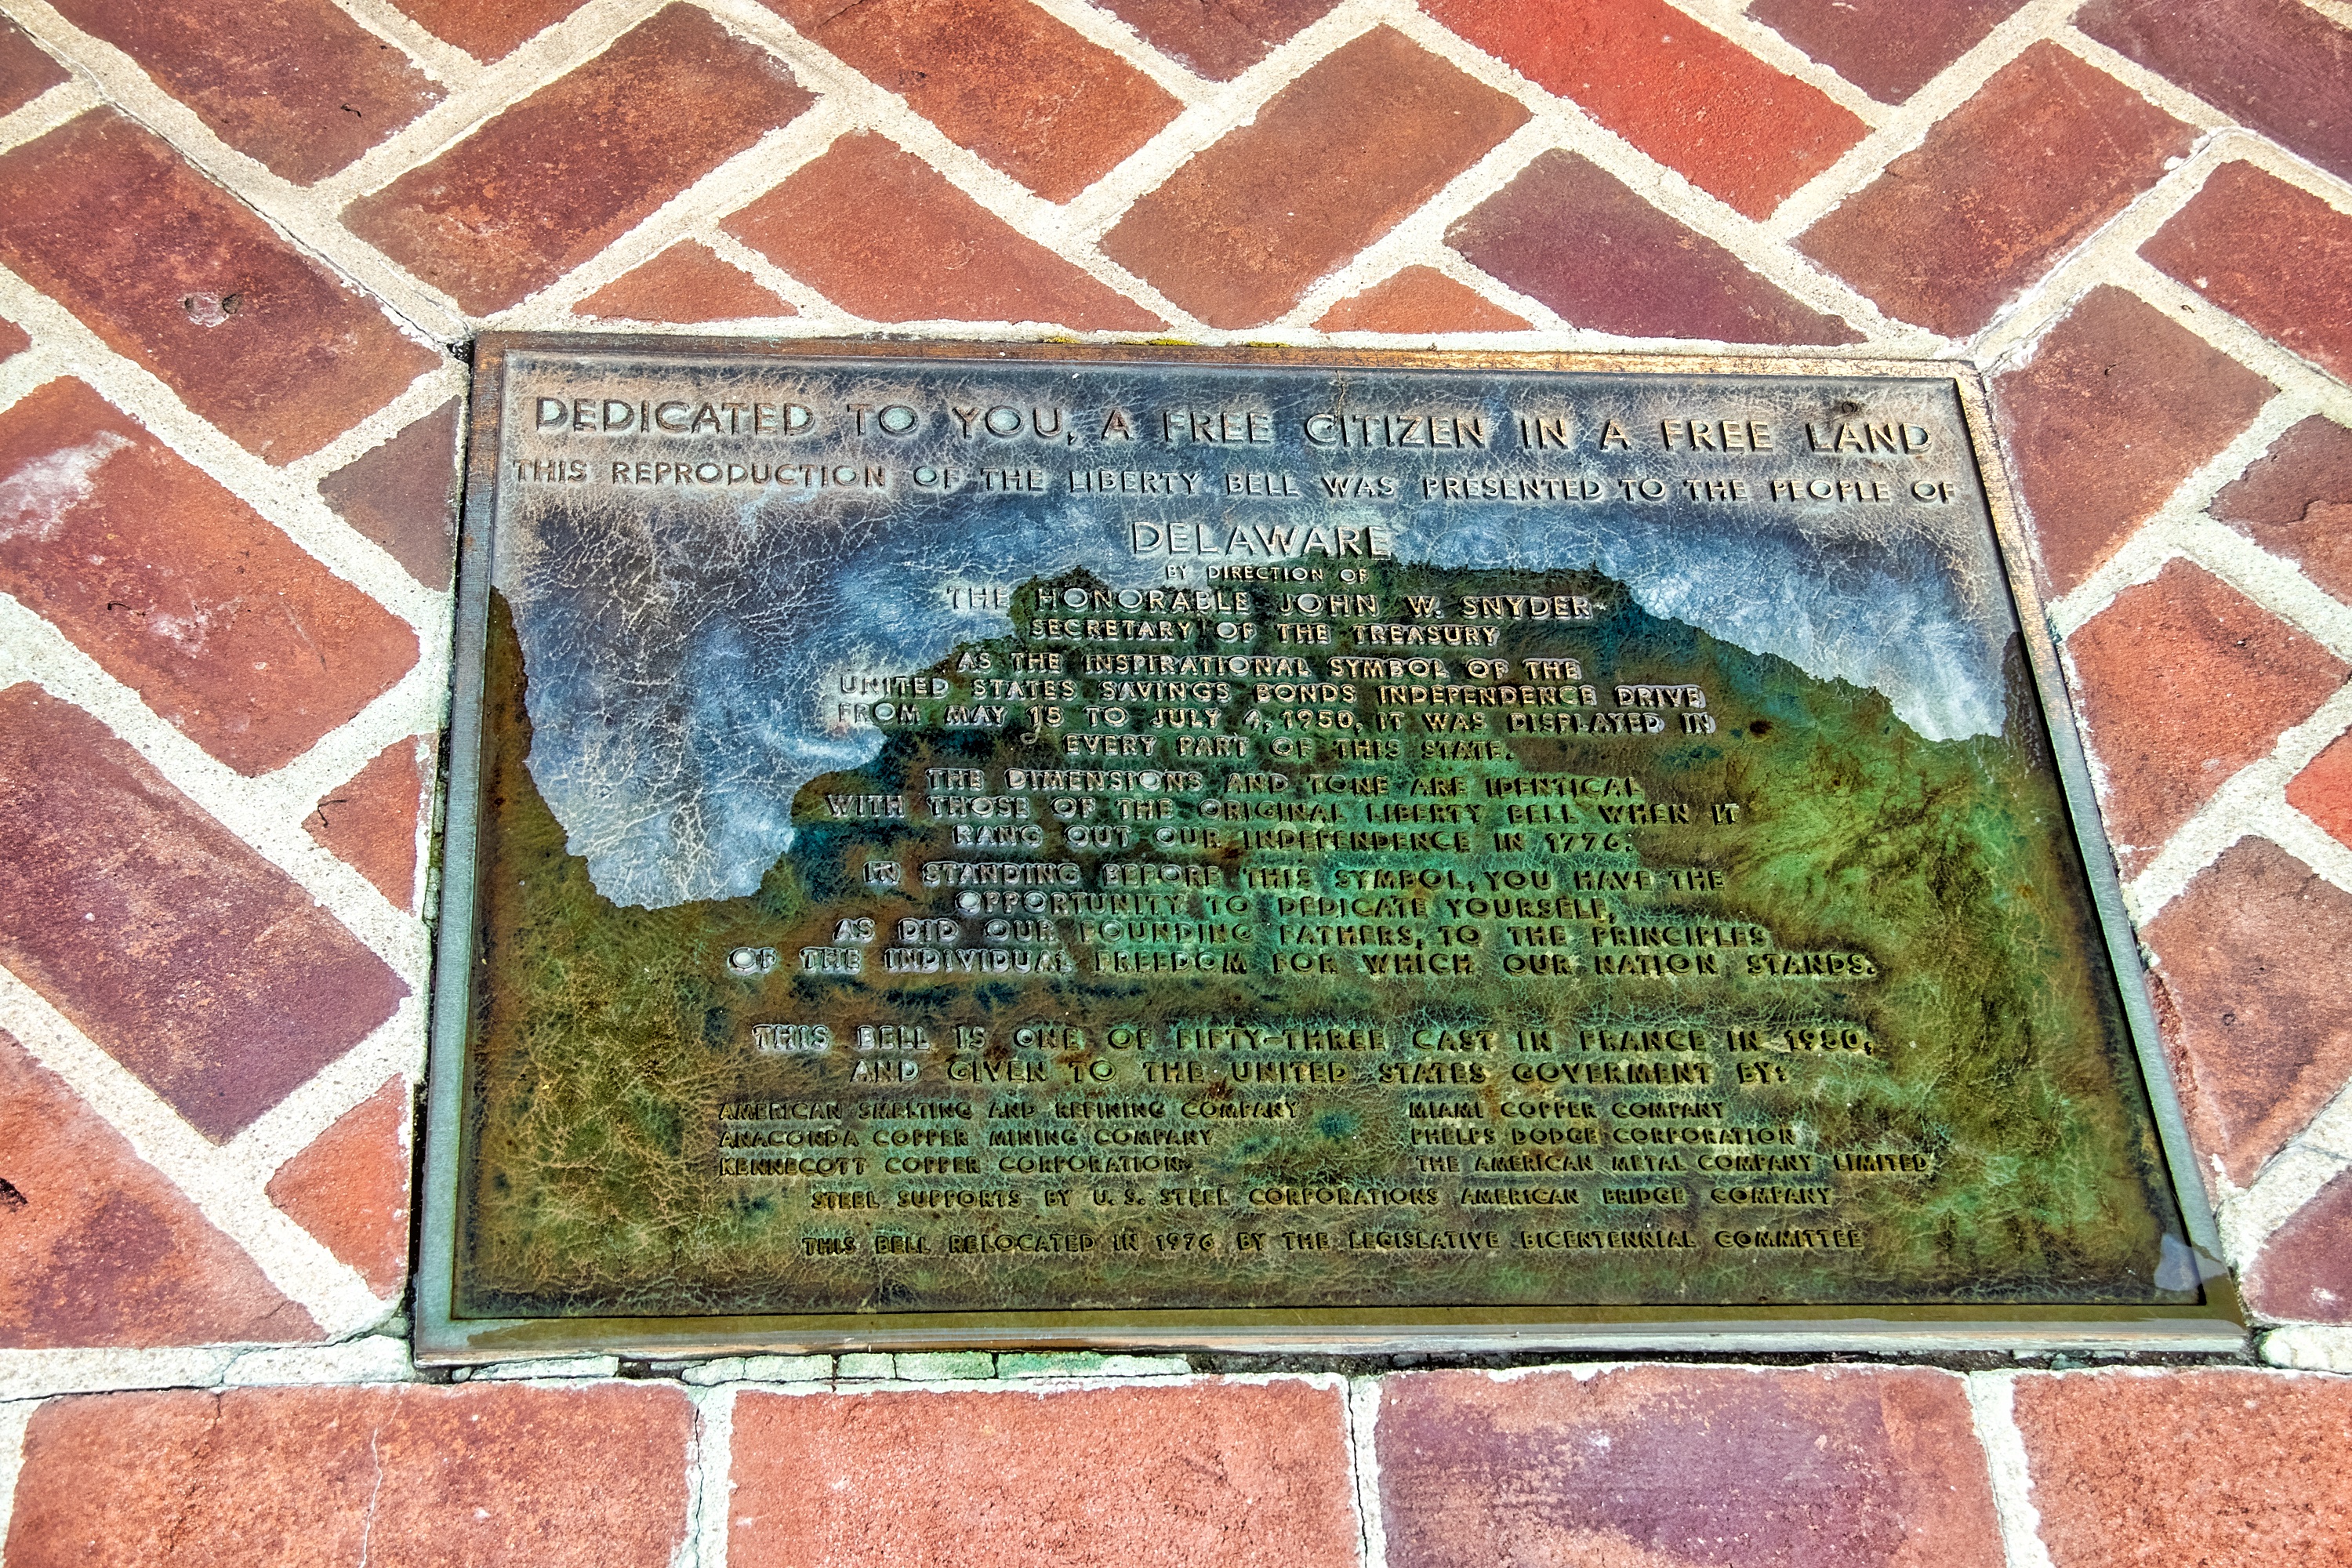 DEDICATED TO YOU, A FREE CITIZEN IN A FREE LAND
THIS REPRODUCTION OF THE LIBERTY BELL WAS PRESENTED TO THE PEOPLE OF
DELAWARE
BY DIRECTION OF
THE HONORABLE JOHN W. SNYDER
SECRETARY OF THE TREASURY
AS THE INSPIRATIONAL SYMBOL OF THE
UNITED STATES SAVINGS BONDS INDEPENDENCE DRIVE
FROM MAY 15 TO JULY 4, 1950, IT WAS DISPLAYED IN
EVERY PART OF THIS STATE.
THE DIMENSIONS AND TONE ARE IDENTICAL
WITH THOSE OF THE ORIGINAL LIBERTY BELL WHEN IT
RANG OUT OUR INDEPENDENCE IN 1776.
IN STANDING BEFORE THIS SYMBOL, YOU HAVE THE
OPPORTUNITY TO DEDICATE YOURSELF,
AS DID OUR FOUNDING FATHERS, TO THE PRINCIPLES
OF THE INDIVIDUAL FREEDOM FOR WHICH OUR NATION STANDS.
THIS BELL IS ONE OF FIFTY-THREE CAST IN FRANCE IN 1950,
AND GIVEN TO THE UNITED STATES GOVERMENT BY:
AMERICAN SMELTING AND REFINING COMPANY MIAMI COPPER COMPANY
ANACONDA COPPER MINING COMPANY PHELPS DODGE CORPORATION
KENNECOTT COPPER CORPORATION THE AMERICAN METAL COMPANY LIMITED
STEEL SUPPORTS BY U. S. STEEL CORPORATIONS AMERICAN BRIDGE COMPANY
THIS BELL RELOCATED IN 1976 BY THE LEGISLATIVE BICENTENNIAL COMMITTEE